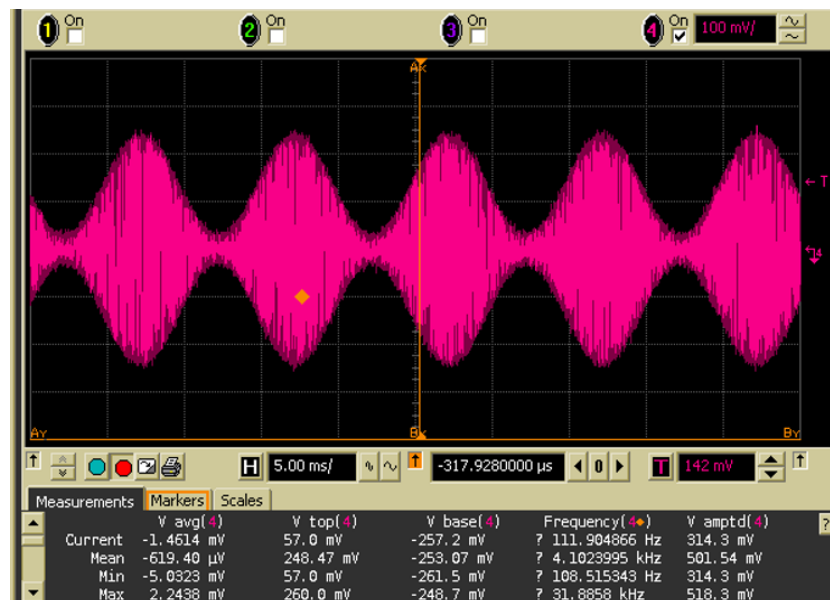 1 On 2 On 3 On 4 On 100 mV/
Ax
T
4
Ay Bx By
H 5.00 ms/ -317.9280000 µs 0 T 142 mV
Measurements Markers Scales
V avg(4) V top(4) V base(4) Frequency(4) V amptd(4) ?
Current -1.4614 mV 57.0 mV -257.2 mV ? 111.904866 Hz 314.3 mV
Mean -619.40 µV 248.47 mV -253.07 mV ? 4.1023995 kHz 501.54 mV
Min -5.0323 mV 57.0 mV -261.5 mV ? 108.515343 Hz 314.3 mV
Max 2.2438 mV 260.0 mV -248.7 mV ? 31.8858 kHz 518.3 mV